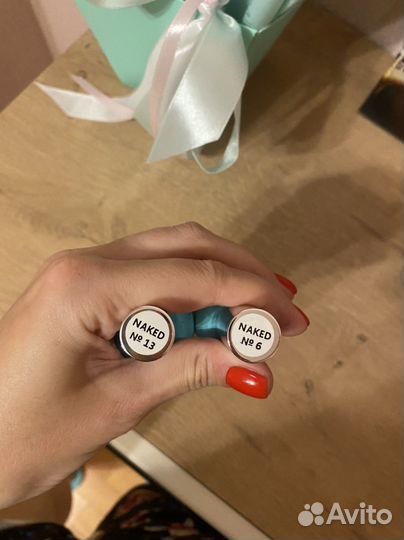 NAKED
№ 13
NAKED
№ 6
Avito